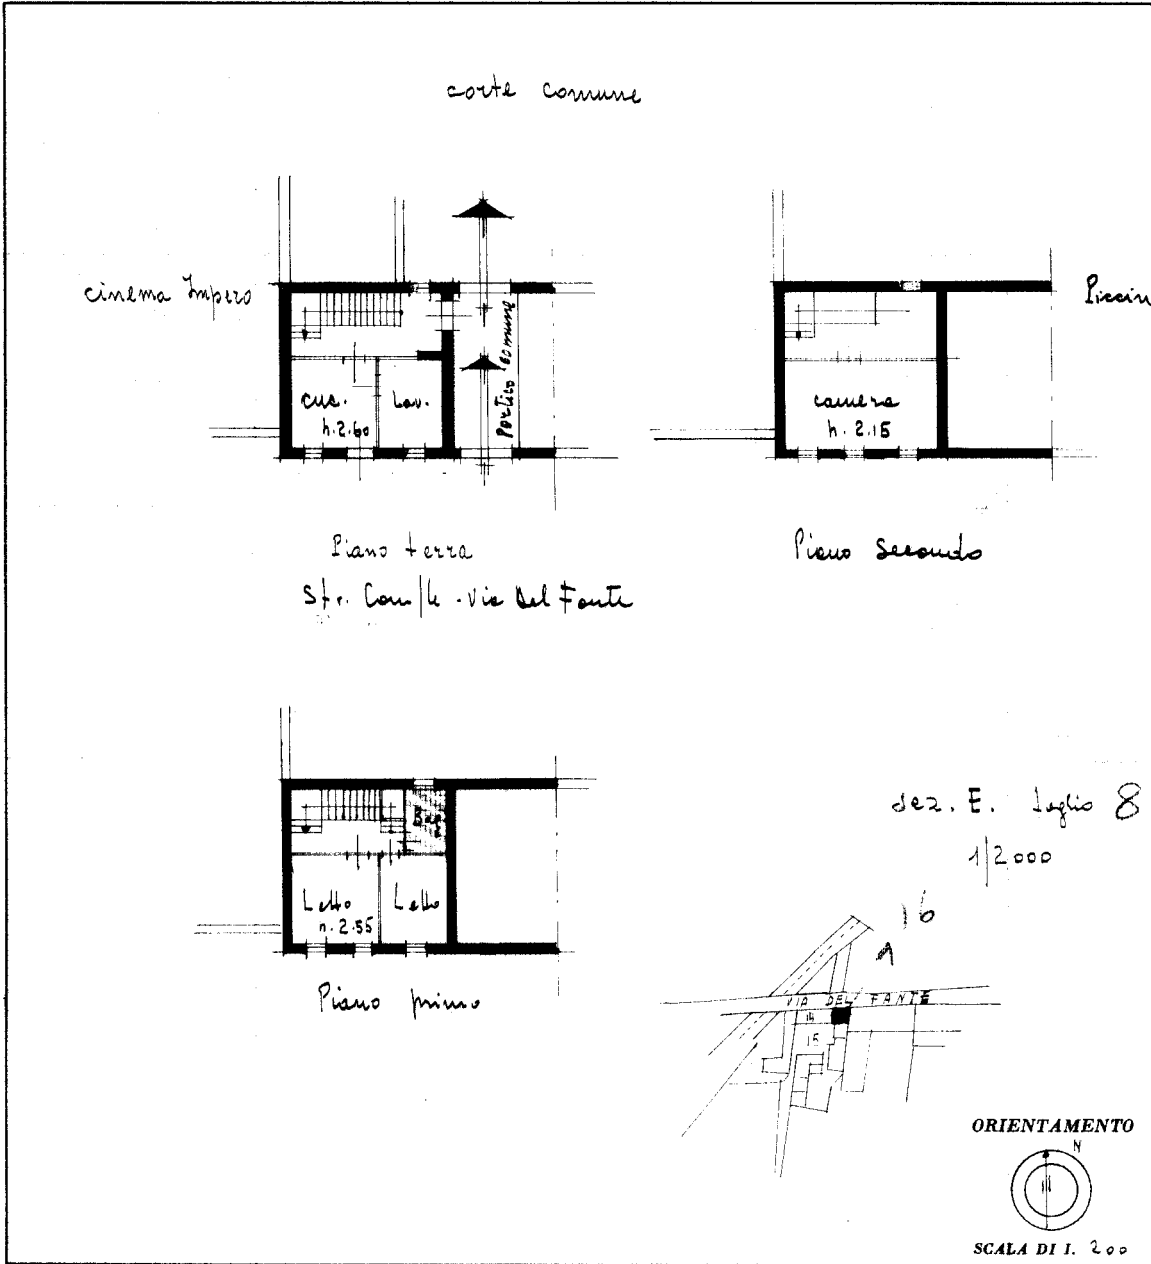 corte comune
cinema Impero
Piccin
cuc.
h. 2.60
Lav.
Portico comune
camera
h. 2.15
Piano terra
Str. Com/le - Via Del Fante
Piano Secondo
Letto
h. 2.55
Letto
Piano primo
sez. E. foglio 8
1/2000
16
1
VIA DEL FANTE
14
15
ORIENTAMENTO
N
SCALA DI 1. 200